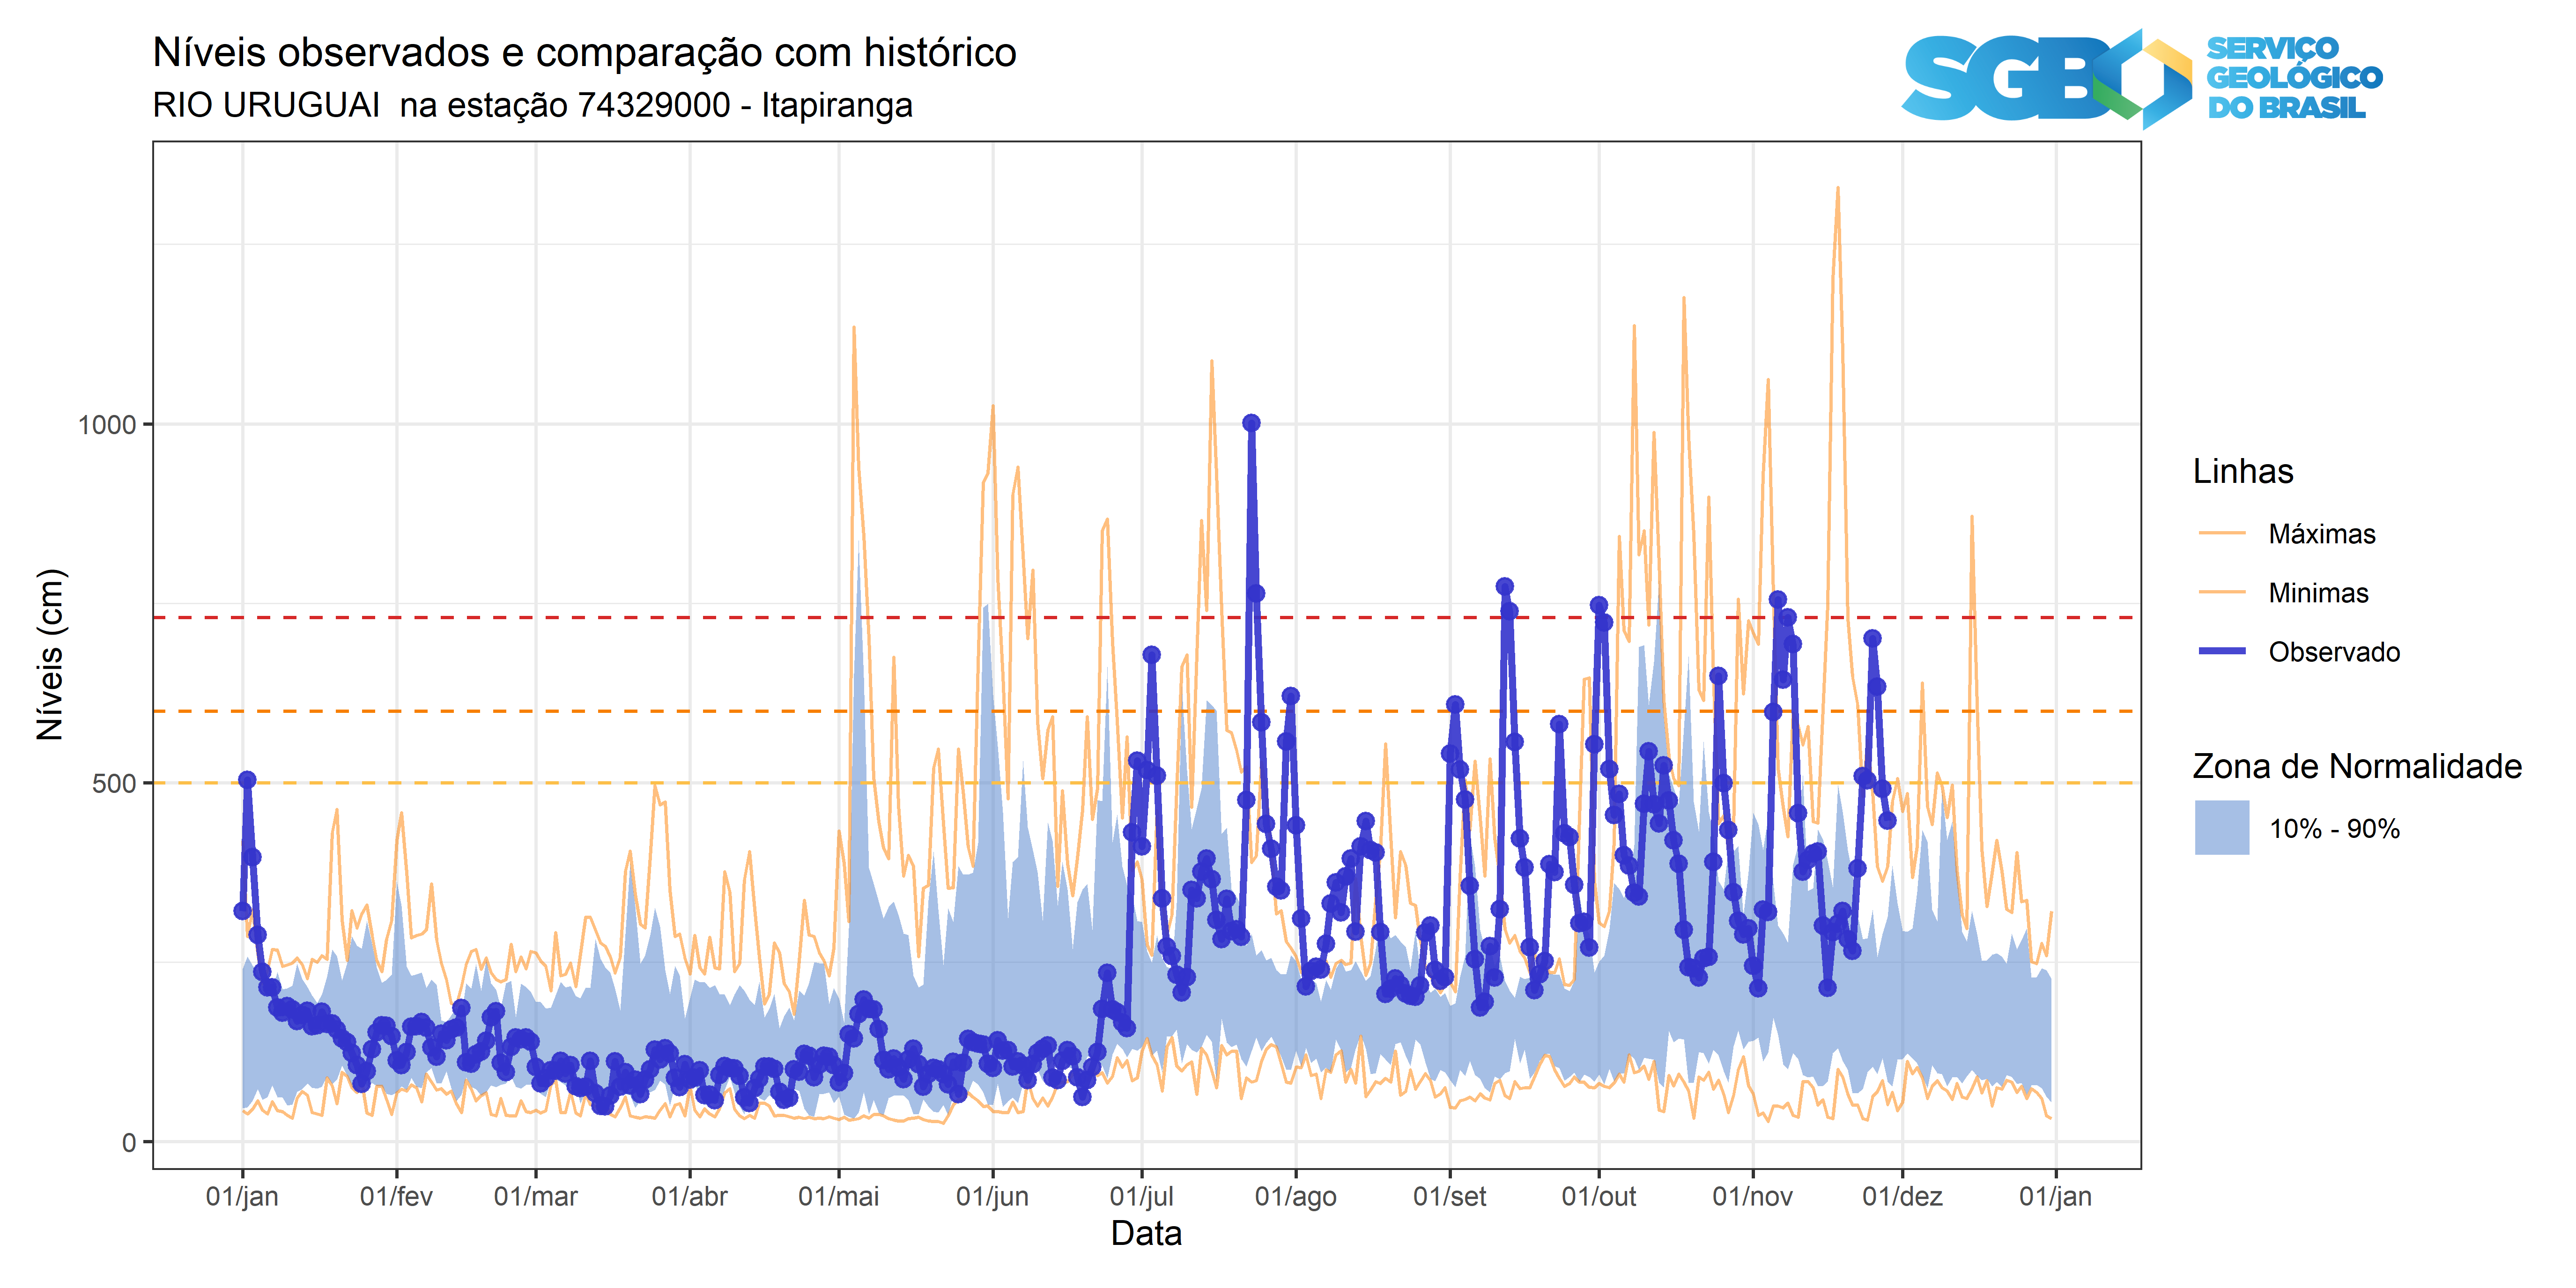 Níveis observados e comparação com histórico
RIO URUGUAI  na estação 74329000 - Itapiranga
SGB
SERVIÇO
GEOLÓGICO
DO BRASIL
Níveis (cm)
1000
500
0
01/jan
01/fev
01/mar
01/abr
01/mai
01/jun
01/jul
01/ago
01/set
01/out
01/nov
01/dez
01/jan
Data
Linhas
Máximas
Minimas
Observado
Zona de Normalidade
10% - 90%